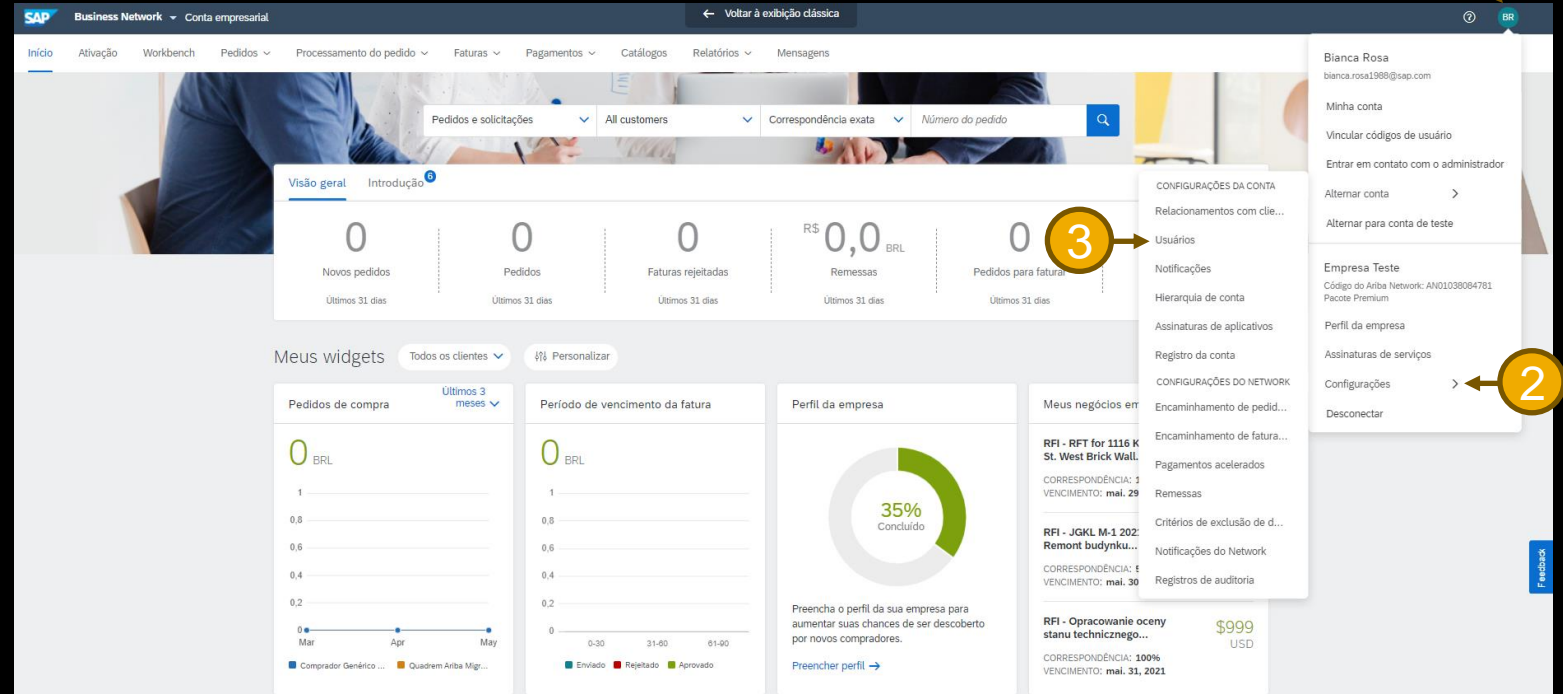 SAP Business Network Conta empresarial
← Voltar à exibição clássica
BR
Início Ativação Workbench Pedidos Processamento do pedido Faturas Pagamentos Catálogos Relatórios Mensagens
Pedidos e solicitações All customers Correspondência exata Número do pedido
Visão geral Introdução 6
0 0 0 R$ 0,0 BRL 0
Novos pedidos Pedidos Faturas rejeitadas Remessas Pedidos para faturar
Últimos 31 dias Últimos 31 dias Últimos 31 dias Últimos 31 dias Últimos 31 dias
Meus widgets Todos os clientes Personalizar
Pedidos de compra Últimos 3
meses
0 BRL
1
0,8
0,6
0,4
0,2
0
Mar Apr May
Comprador Genérico ... Quadrem Ariba Migr...
Período de vencimento da fatura
0 BRL
1
0,8
0,6
0,4
0,2
0
0-30 31-60 61-90
Enviado Rejeitado Aprovado
Perfil da empresa
35%
Concluído
Preencha o perfil da sua empresa para
aumentar suas chances de ser descoberto
por novos compradores.
Preencher perfil →
Meus negócios em
RFI - RFT for 1116 K
St. West Brick Wall.
CORRESPONDÊNCIA: 1
VENCIMENTO: mai. 29
RFI - JGKL M-1 202
Remont budynku...
CORRESPONDÊNCIA:
VENCIMENTO: mai. 30
RFI - Opracowanie oceny
stanu technicznego...
$999
USD
CORRESPONDÊNCIA: 100%
VENCIMENTO: mai. 31, 2021
CONFIGURAÇÕES DA CONTA
Relacionamentos com clie...
3
Usuários
Notificações
Hierarquia de conta
Assinaturas de aplicativos
Registro da conta
CONFIGURAÇÕES DO NETWORK
Encaminhamento de pedid...
Encaminhamento de fatura...
Pagamentos acelerados
Remessas
Critérios de exclusão de d...
Notificações do Network
Registros de auditoria
Bianca Rosa
bianca.rosa1988@sap.com
Minha conta
Vincular códigos de usuário
Entrar em contato com o administrador
Alternar conta
Alternar para conta de teste
Empresa Teste
Código do Ariba Network: AN01038084781
Pacote Premium
Perfil da empresa
Assinaturas de serviços
Configurações
2
Desconectar
Feedback